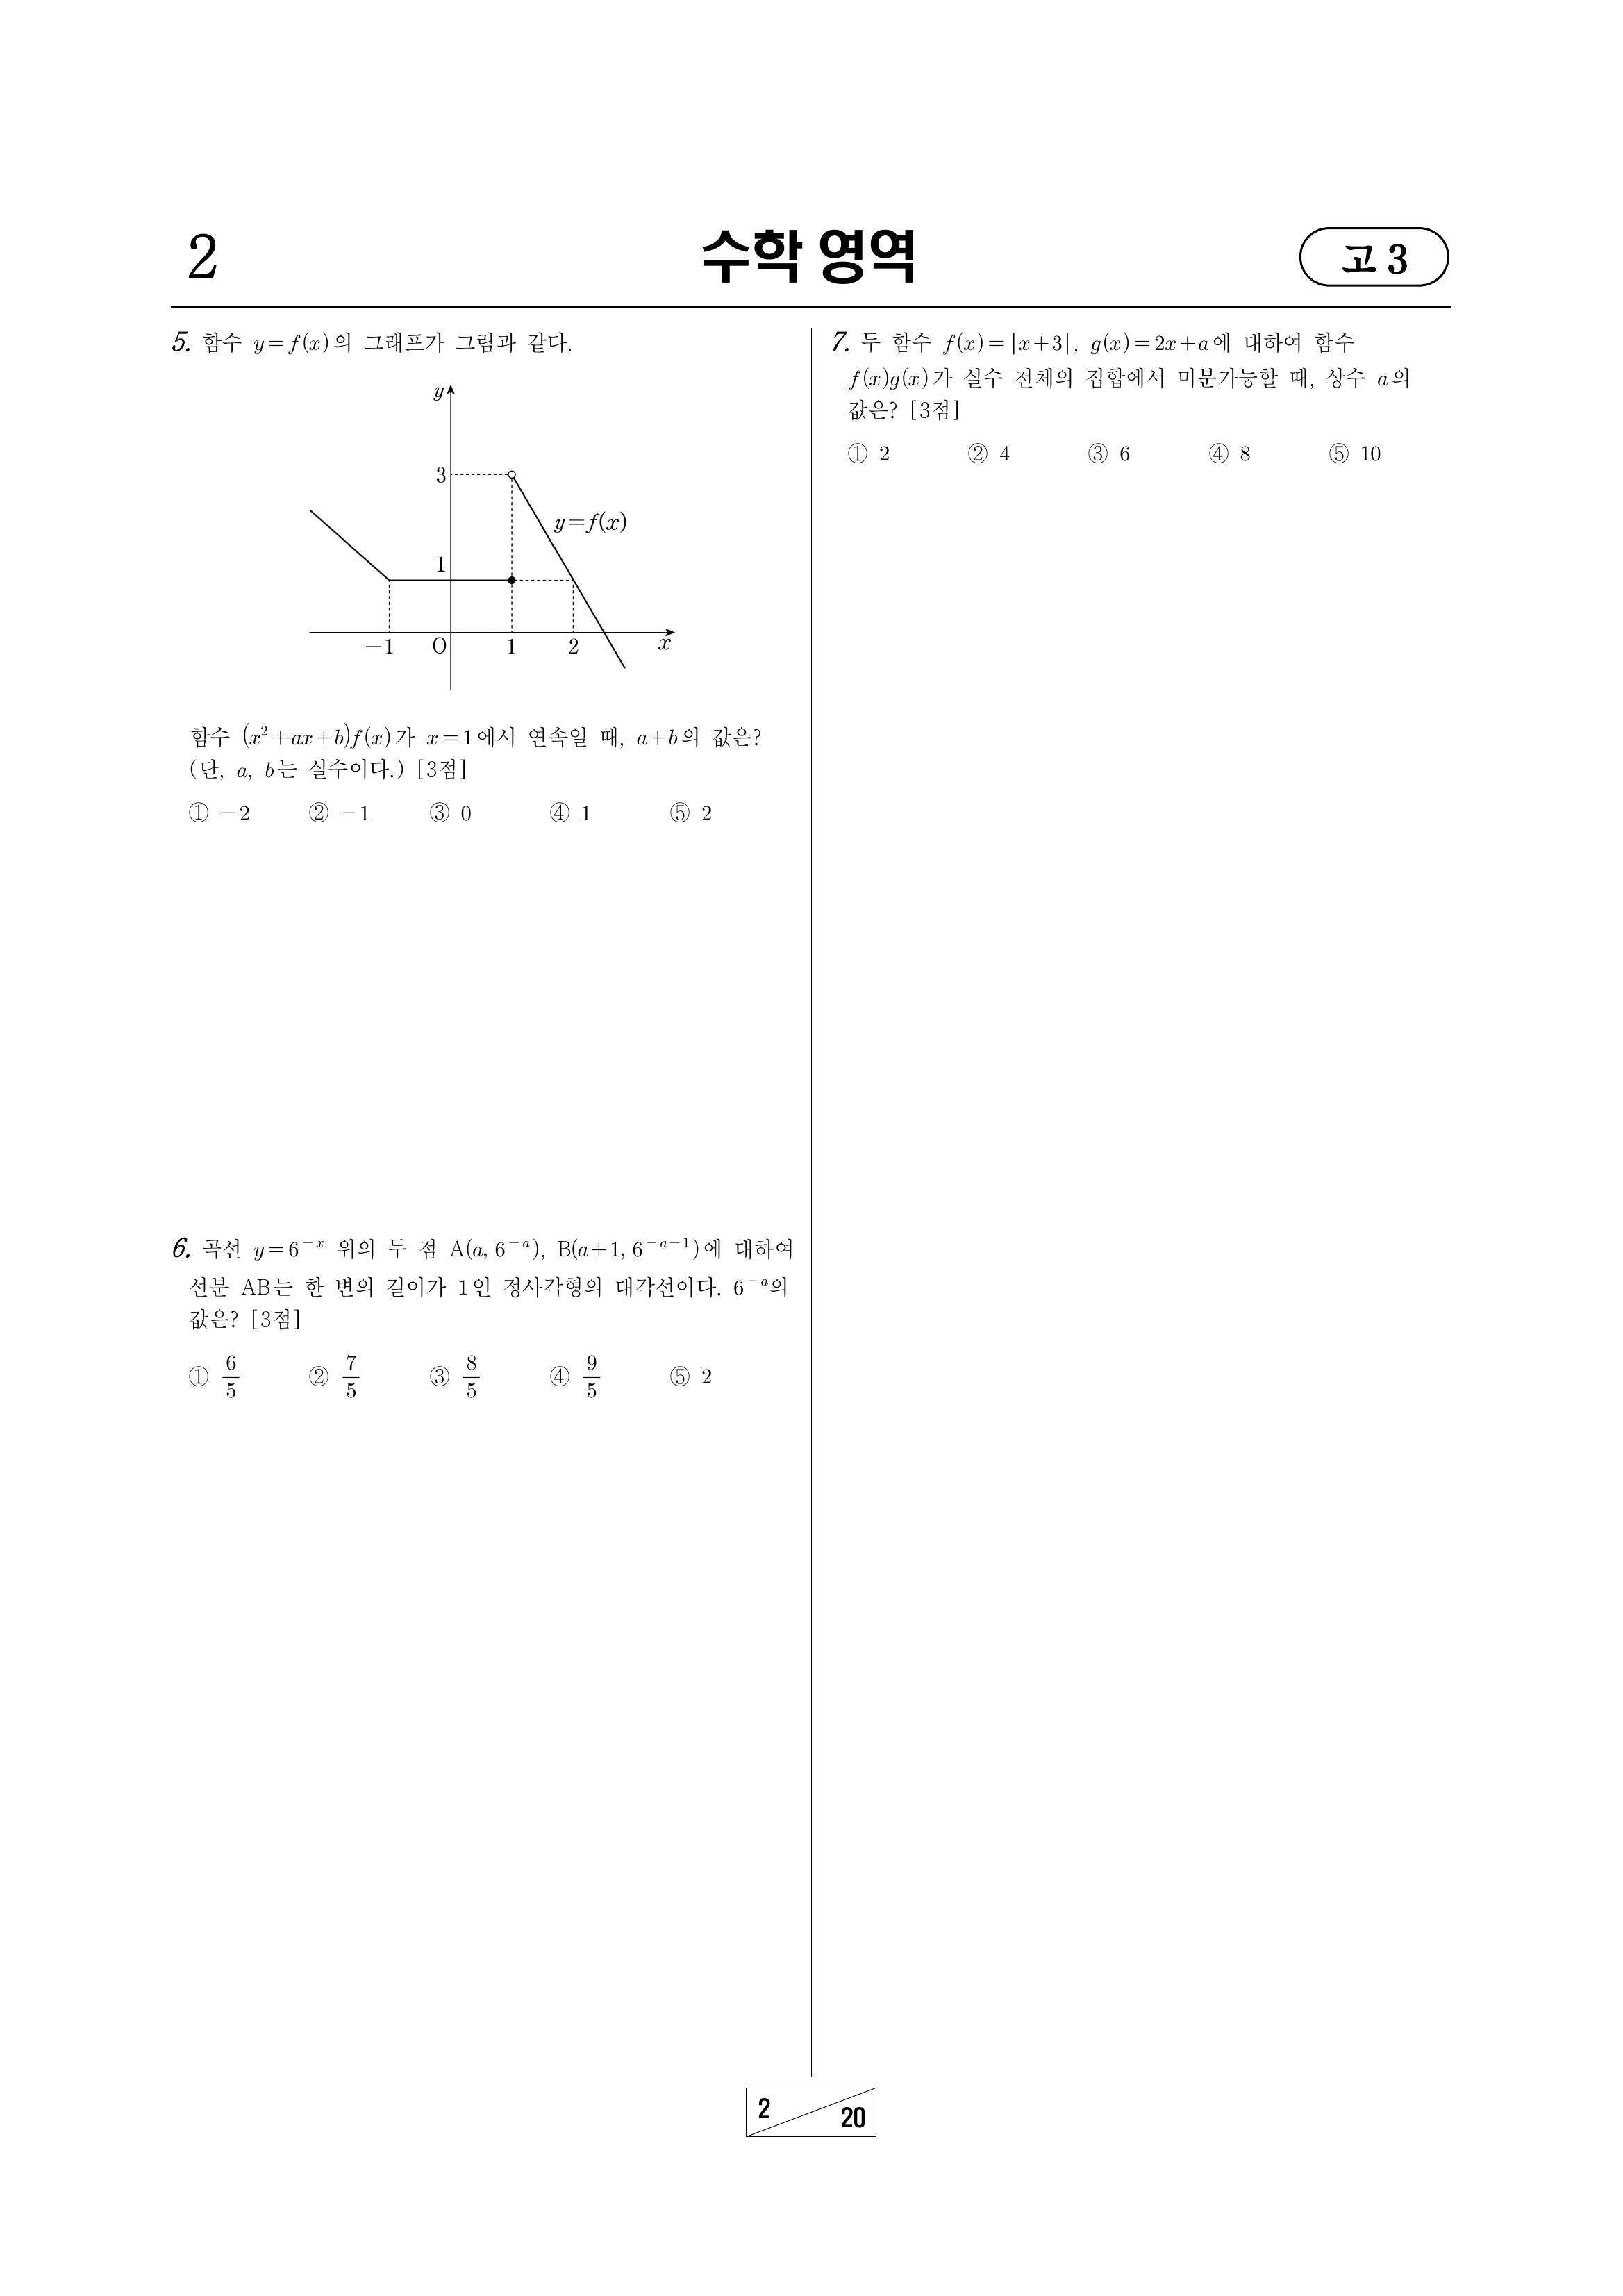 2
수학 영역
고 3
5. 함수 y=f(x)의 그래프가 그림과 같다.
y
3
y=f(x)
1
−1 O 1 2 x
함수 (x²+ax+b)f(x)가 x=1에서 연속일 때, a+b의 값은?
(단, a, b는 실수이다.) [3점]
① −2 ② −1 ③ 0 ④ 1 ⑤ 2
6. 곡선 y=6⁻ˣ 위의 두 점 A(a, 6⁻ᵃ), B(a+1, 6⁻ᵃ⁻¹)에 대하여
선분 AB는 한 변의 길이가 1인 정사각형의 대각선이다. 6⁻ᵃ의
값은? [3점]
① 6/5 ② 7/5 ③ 8/5 ④ 9/5 ⑤ 2
7. 두 함수 f(x)=|x+3|, g(x)=2x+a에 대하여 함수
f(x)g(x)가 실수 전체의 집합에서 미분가능할 때, 상수 a의
값은? [3점]
① 2 ② 4 ③ 6 ④ 8 ⑤ 10
2
20